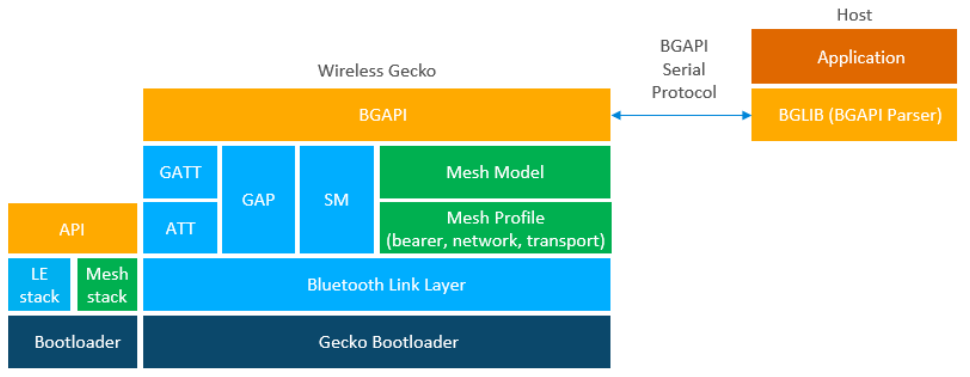 Host
Application
BGLIB (BGAPI Parser)
BGAPI
Serial
Protocol
Wireless Gecko
BGAPI
GATT
GAP
SM
Mesh Model
ATT
Mesh Profile
(bearer, network, transport)
Bluetooth Link Layer
Gecko Bootloader
API
LE
stack
Mesh
stack
Bootloader